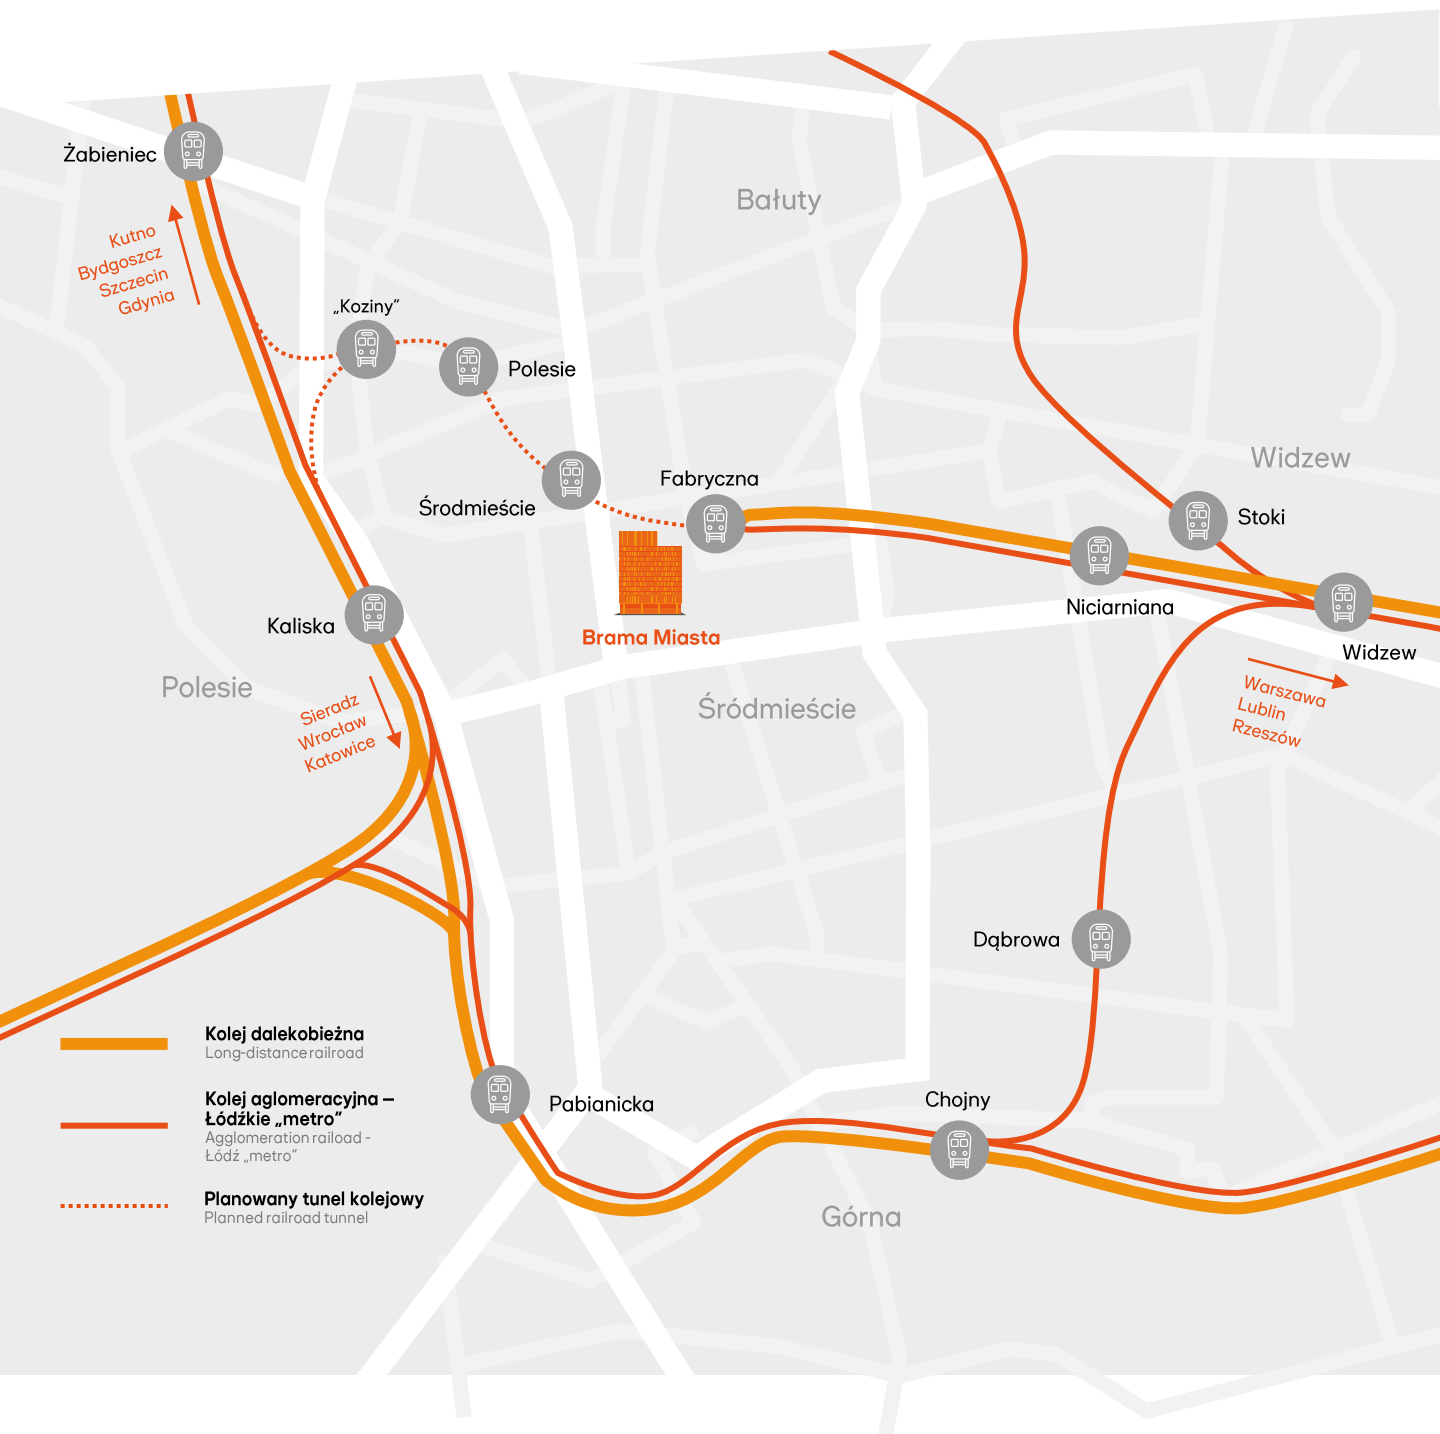 Żabieniec
Bałuty
Kutno
Bydgoszcz
Szczecin
Gdynia
„Koziny”
Polesie
Widzew
Fabryczna
Środmieście
Stoki
Niciarniana
Kaliska
Brama Miasta
Widzew
Polesie
Śródmieście
Sieradz
Wrocław
Katowice
Warszawa
Lublin
Rzeszów
Dąbrowa
Kolej dalekobieżna
Long-distance railroad
Kolej aglomeracyjna –
Łódźkie „metro”
Agglomeration raiload -
Łódź „metro”
Pabianicka
Chojny
Planowany tunel kolejowy
Planned railroad tunnel
Górna